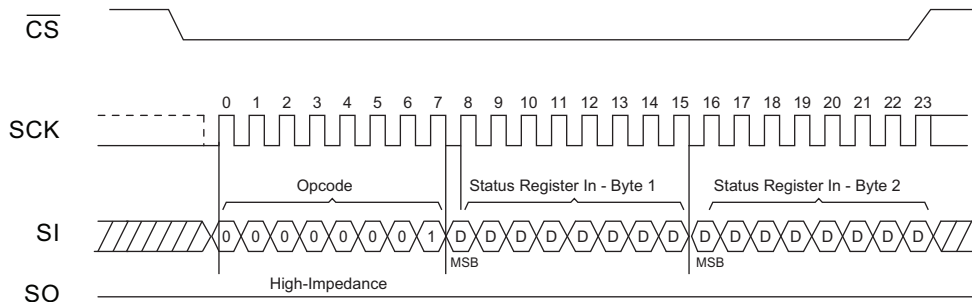 CS
0 1 2 3 4 5 6 7 8 9 10 11 12 13 14 15 16 17 18 19 20 21 22 23
SCK
Opcode Status Register In - Byte 1 Status Register In - Byte 2
SI 0 0 0 0 0 0 0 1 D D D D D D D D D D D D D D D D
MSB MSB
High-Impedance
SO